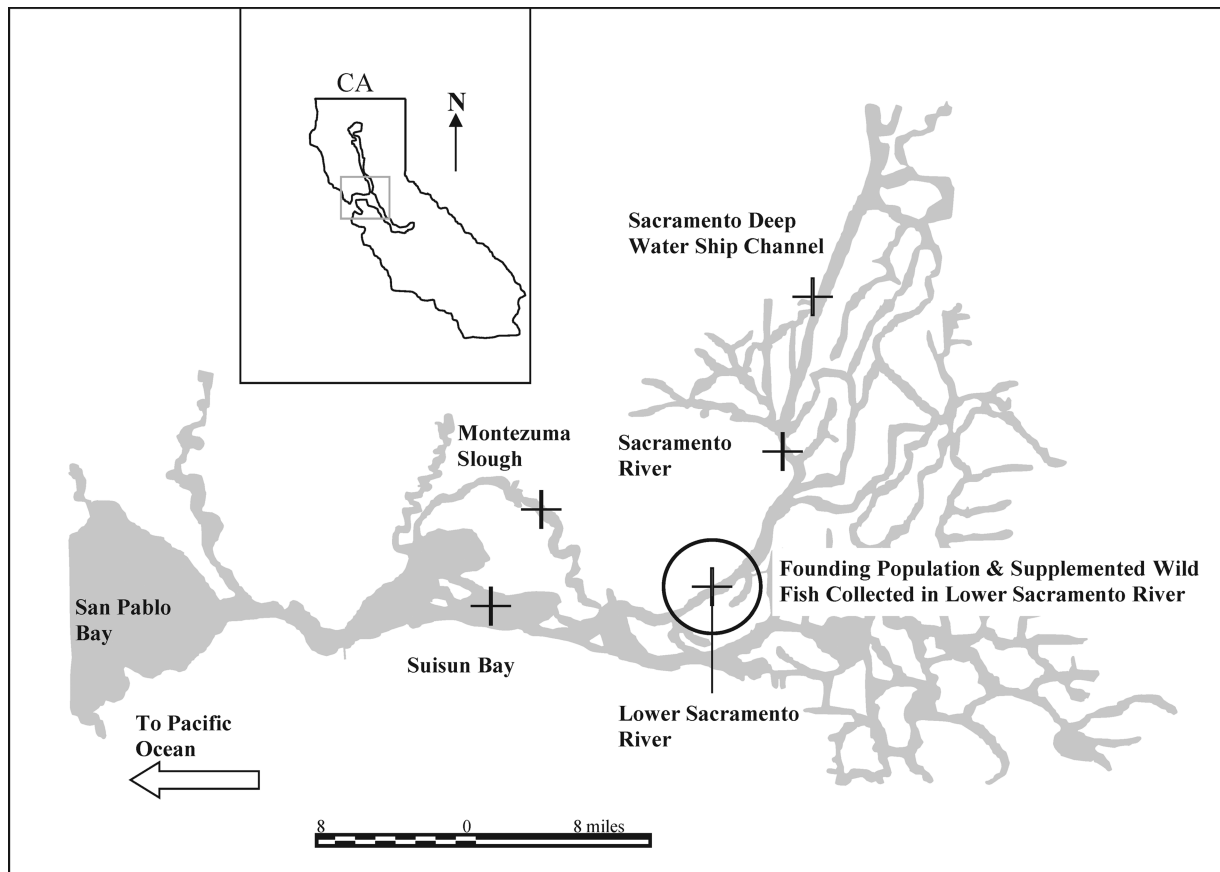 CA
N
Sacramento Deep
Water Ship Channel
Montezuma
Slough
Sacramento
River
Founding Population & Supplemented Wild
Fish Collected in Lower Sacramento River
San Pablo
Bay
Suisun Bay
Lower Sacramento
River
To Pacific
Ocean
8 0 8 miles